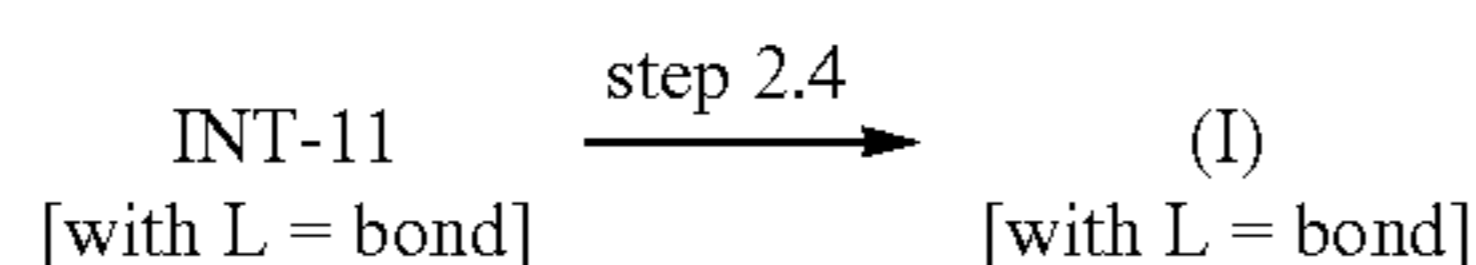 step 2.4
INT-11 (I)
[with L = bond] [with L = bond]